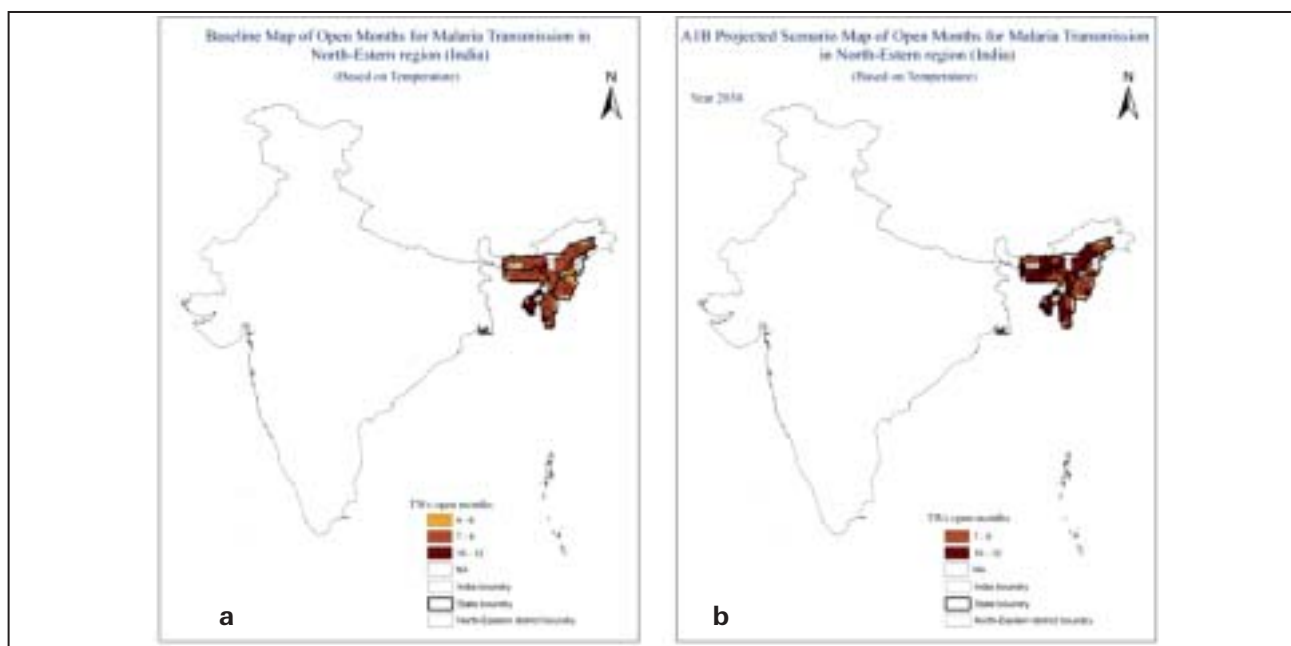 Baseline Map of Open Months for Malaria Transmission in
North-Estern region (India)
(Based on Temperature)
N
TWs open months
7 - 9
10 - 12
NA
India boundary
State boundary
North-Eastern district boundary
a
A1B Projected Scenario Map of Open Months for Malaria Transmission
in North-Estern region (India)
(Based on Temperature)
N
Year 2030
TWs open months
7 - 9
10 - 12
NA
India boundary
State boundary
North-Eastern district boundary
b